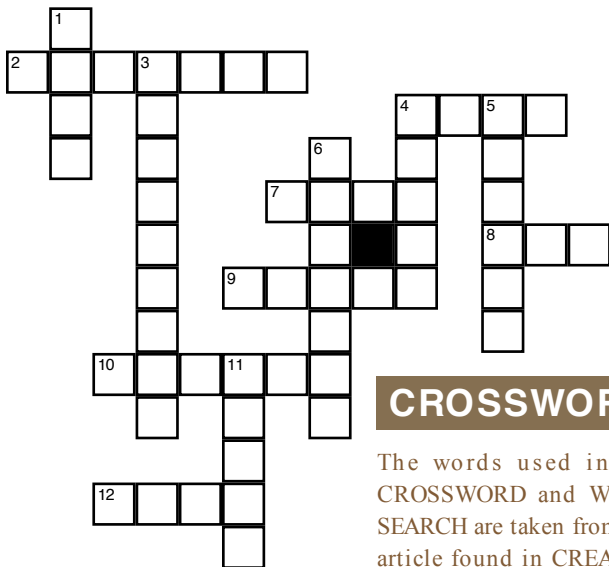 1
2 3
4 5
6
7
8
9
10 11
12
CROSSWOR
The words used in
CROSSWORD and W
SEARCH are taken from
article found in CREA